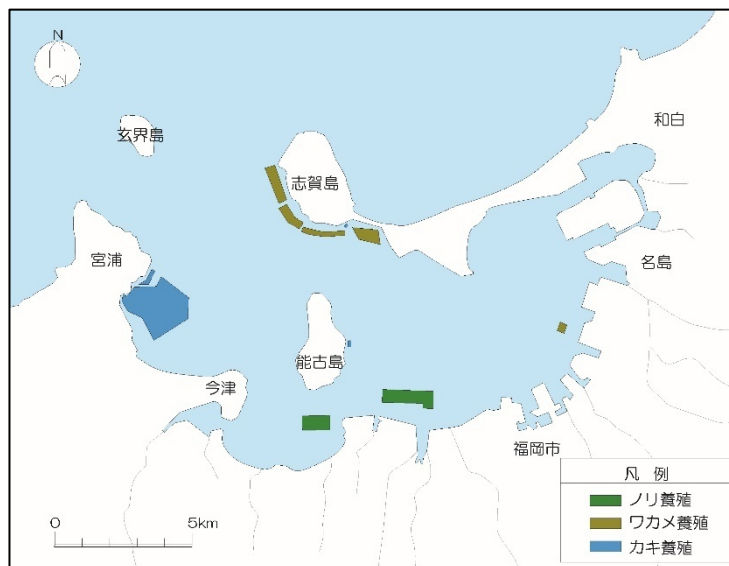 N
玄界島
志賀島
和白
宮浦
名島
能古島
今津
福岡市
凡 例
ノリ養殖
ワカメ養殖
カキ養殖
0 5km